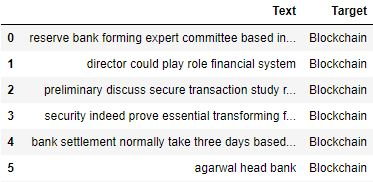 Text Target
0 reserve bank forming expert committee based in... Blockchain
1 director could play role financial system Blockchain
2 preliminary discuss secure transaction study r... Blockchain
3 security indeed prove essential transforming f... Blockchain
4 bank settlement normally take three days based... Blockchain
5 agarwal head bank Blockchain